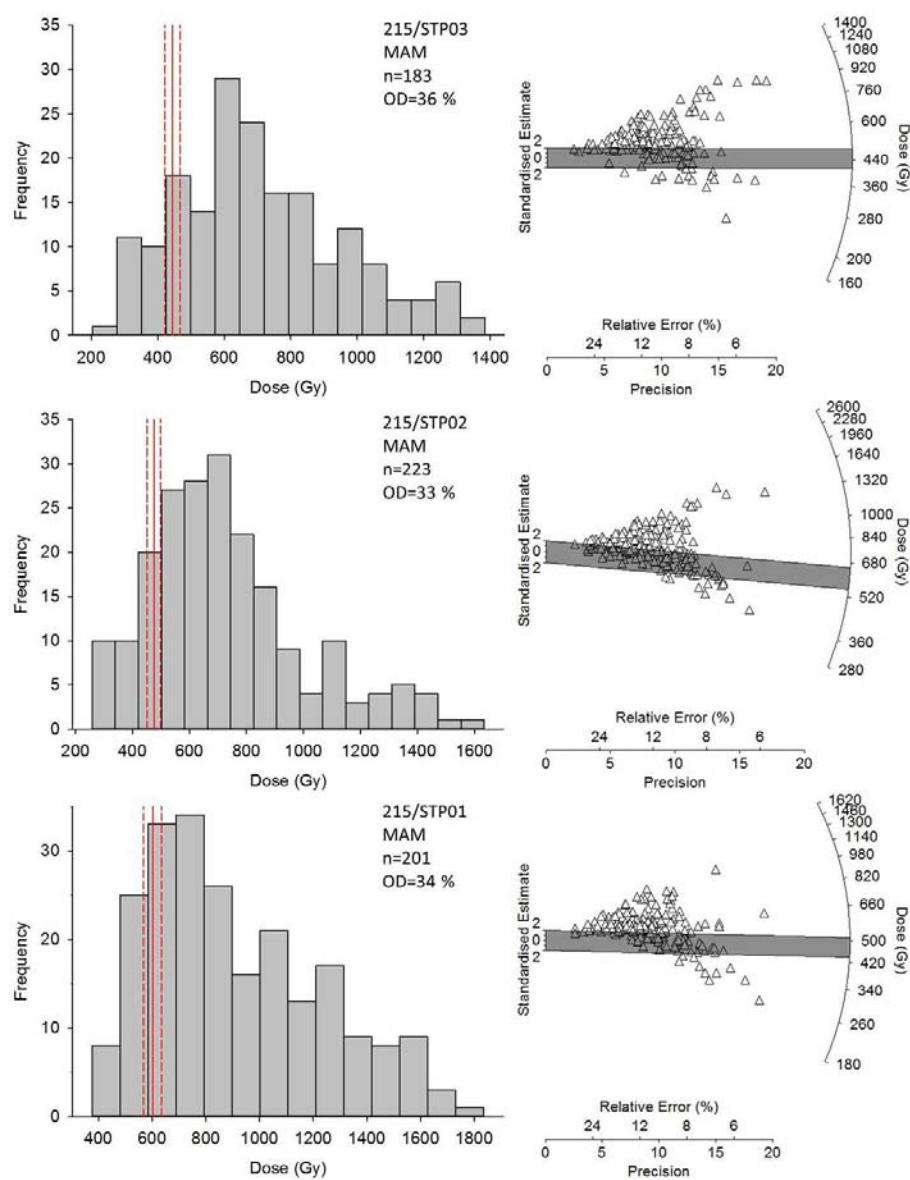 35
30
25
20
15
10
5
0
Frequency
200 400 600 800 1000 1200 1400
Dose (Gy)
215/STP03
MAM
n=183
OD=36 %
Standardised Estimate
2
0
2
1400
1240
1080
920
760
600
440
360
280
200
160
Dose (Gy)
Relative Error (%)
24 12 8 6
0 5 10 15 20
Precision
35
30
25
20
15
10
5
0
Frequency
200 400 600 800 1000 1200 1400 1600
Dose (Gy)
215/STP02
MAM
n=223
OD=33 %
Standardised Estimate
2
0
2
2600
2280
1960
1640
1320
1000
840
680
520
360
280
Dose (Gy)
Relative Error (%)
24 12 8 6
0 5 10 15 20
Precision
30
20
10
0
Frequency
400 600 800 1000 1200 1400 1600 1800
Dose (Gy)
215/STP01
MAM
n=201
OD=34 %
Standardised Estimate
2
0
2
1620
1460
1300
1140
980
820
660
500
420
340
260
180
Dose (Gy)
Relative Error (%)
24 12 8 6
0 5 10 15 20
Precision